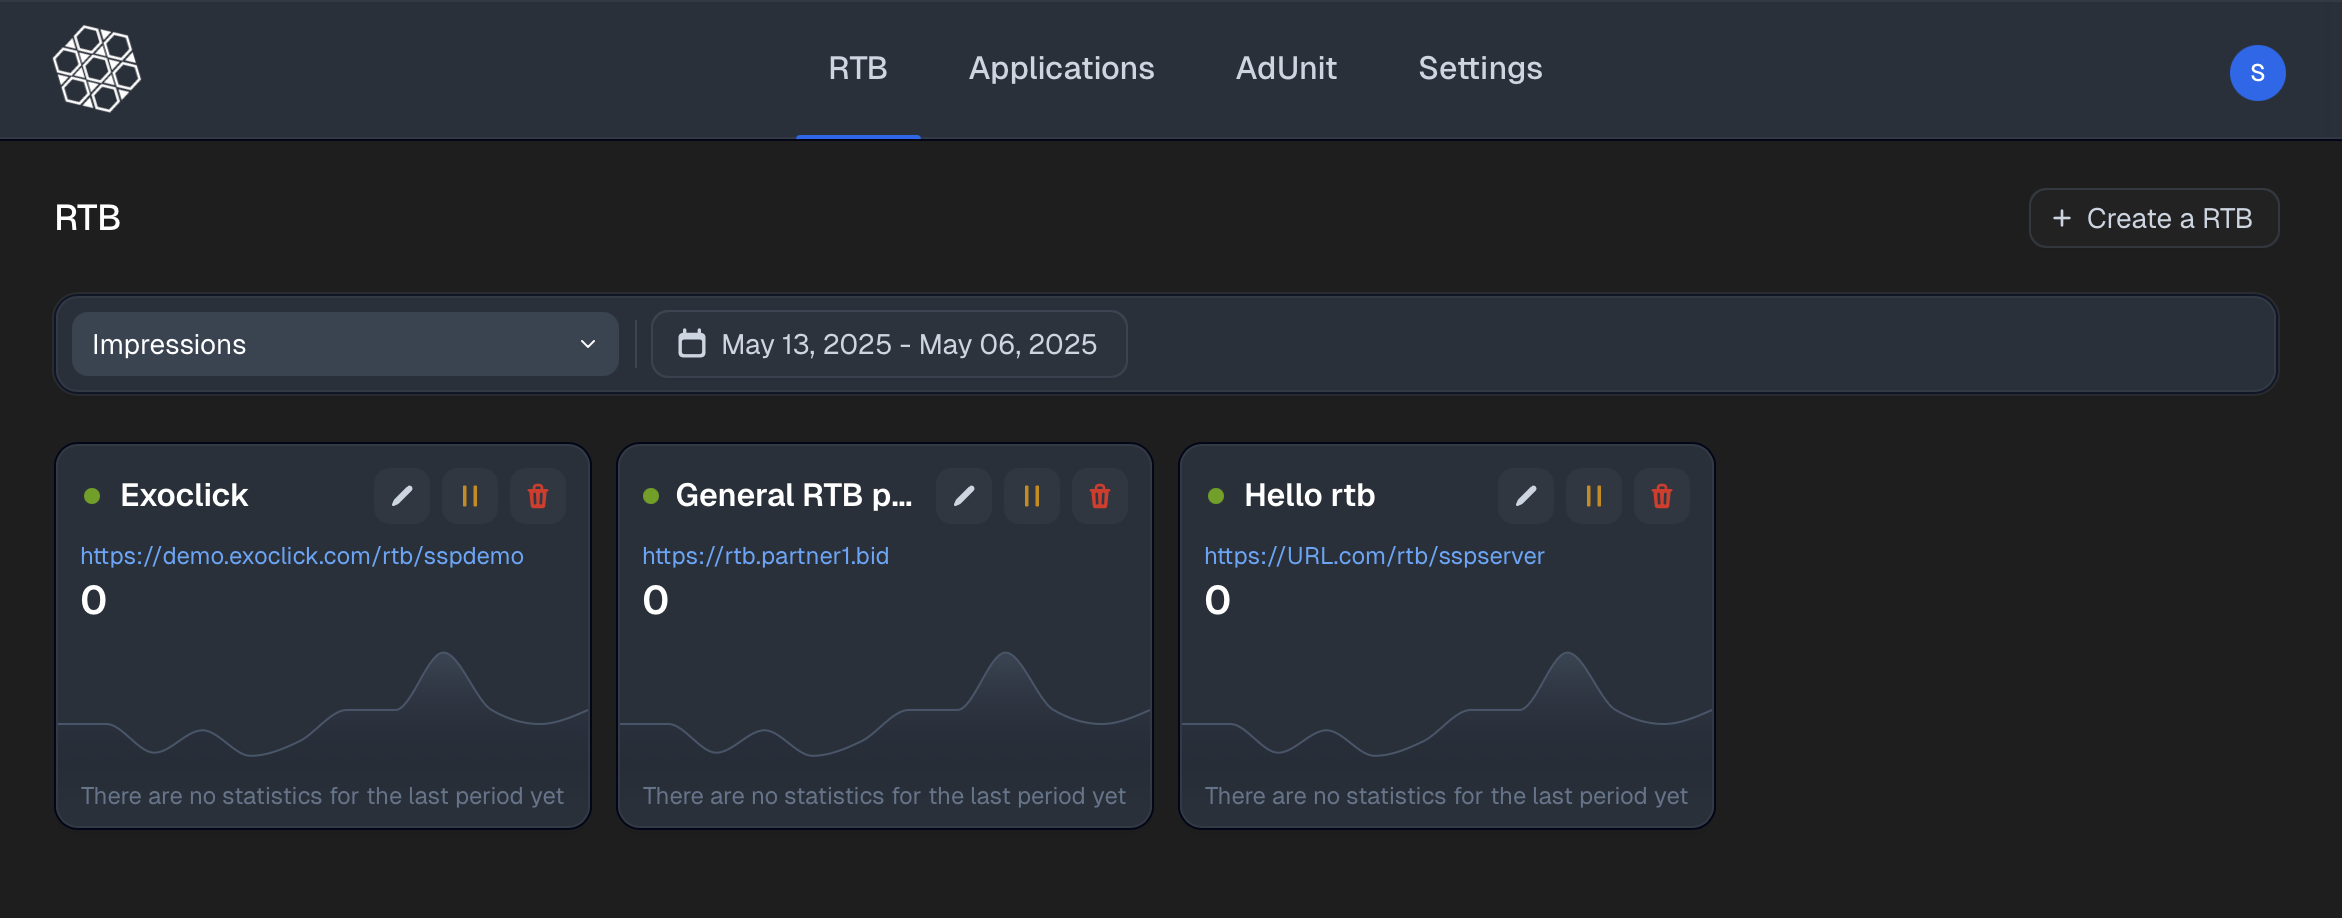 RTB
Applications
AdUnit
Settings
S
RTB
+ Create a RTB
Impressions
May 13, 2025 - May 06, 2025
Exoclick
https://demo.exoclick.com/rtb/sspdemo
0
There are no statistics for the last period yet
General RTB p...
https://rtb.partner1.bid
0
There are no statistics for the last period yet
Hello rtb
https://URL.com/rtb/sspserver
0
There are no statistics for the last period yet